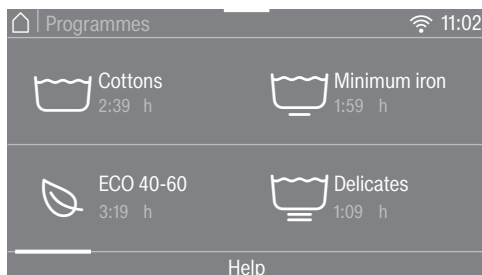 Programmes 11:02
Cottons
2:39 h
Minimum iron
1:59 h
ECO 40-60
3:19 h
Delicates
1:09 h
Help